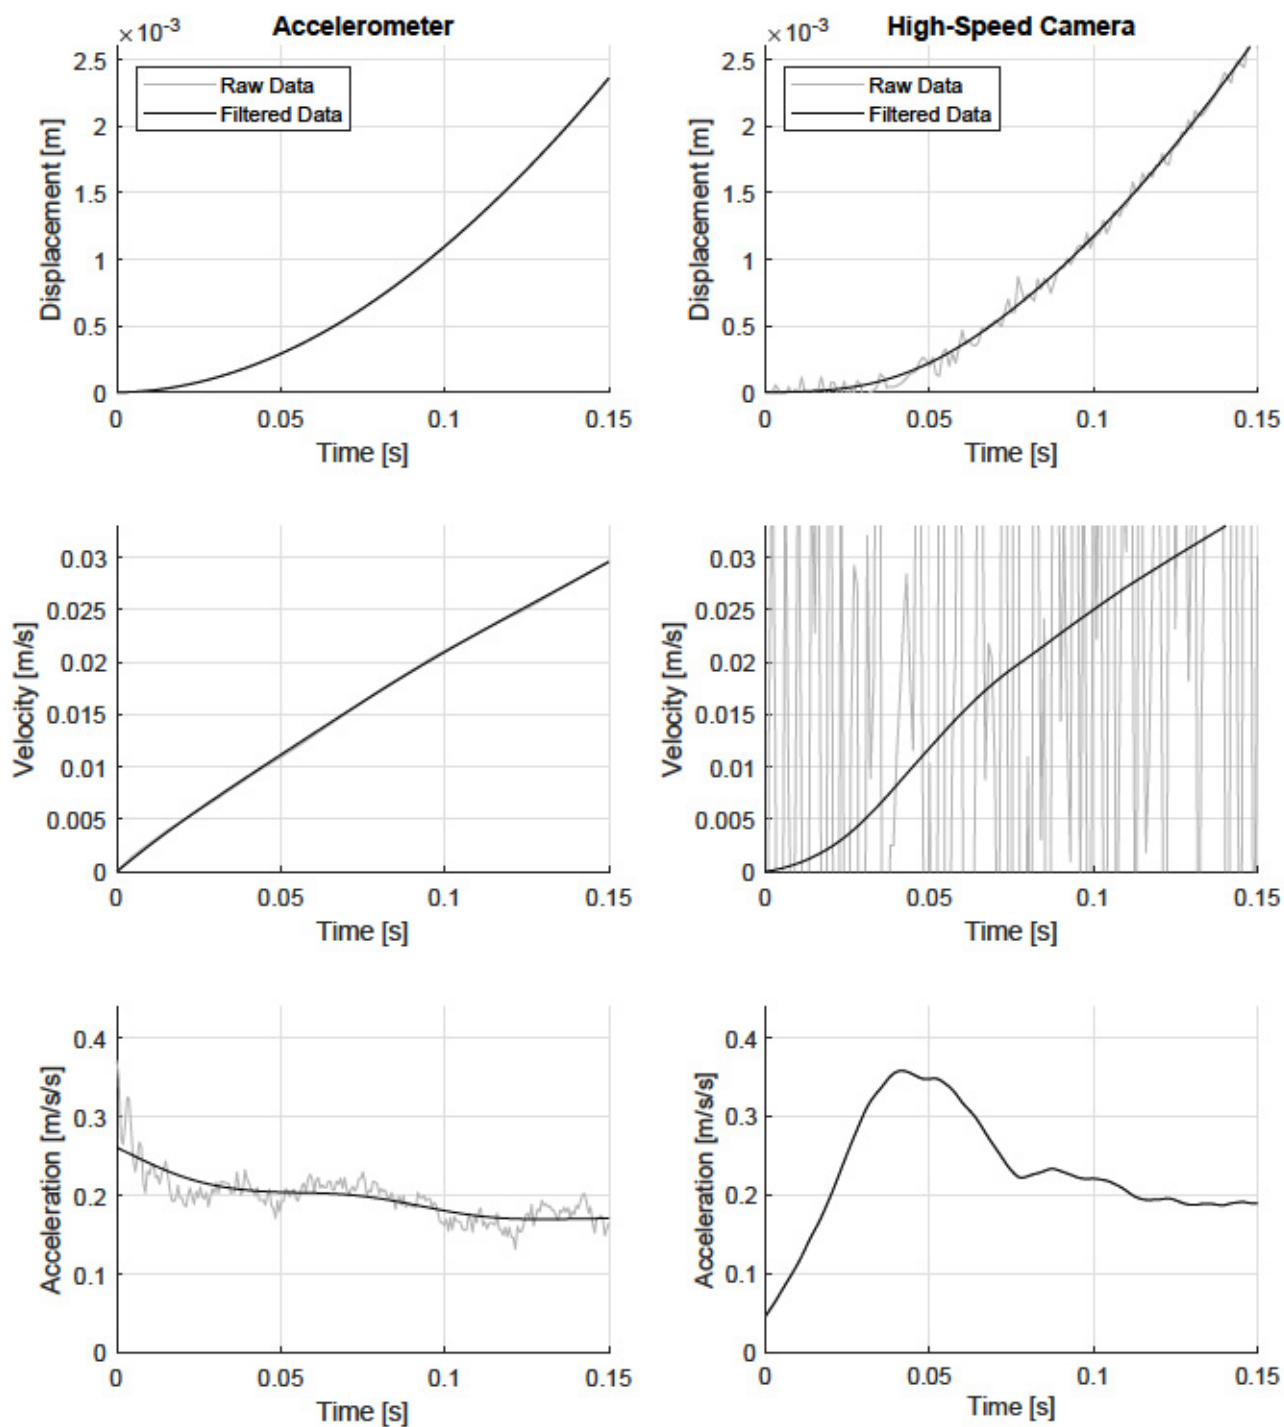 Accelerometer
×10⁻³
Displacement [m]
2.5
2
1.5
1
0.5
0
Raw Data
Filtered Data
0 0.05 0.1 0.15
Time [s]
High-Speed Camera
×10⁻³
Displacement [m]
2.5
2
1.5
1
0.5
0
Raw Data
Filtered Data
0 0.05 0.1 0.15
Time [s]
Velocity [m/s]
0.03
0.025
0.02
0.015
0.01
0.005
0
0 0.05 0.1 0.15
Time [s]
Velocity [m/s]
0.03
0.025
0.02
0.015
0.01
0.005
0
0 0.05 0.1 0.15
Time [s]
Acceleration [m/s/s]
0.4
0.3
0.2
0.1
0
0 0.05 0.1 0.15
Time [s]
Acceleration [m/s/s]
0.4
0.3
0.2
0.1
0
0 0.05 0.1 0.15
Time [s]